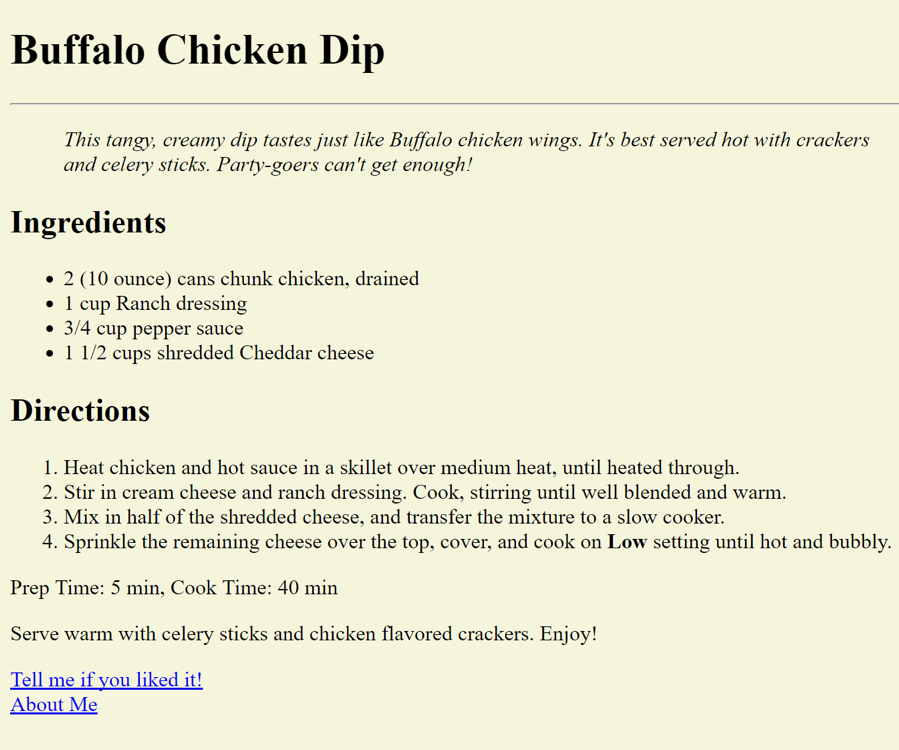 Buffalo Chicken Dip
This tangy, creamy dip tastes just like Buffalo chicken wings. It's best served hot with crackers
and celery sticks. Party-goers can't get enough!
Ingredients
• 2 (10 ounce) cans chunk chicken, drained
• 1 cup Ranch dressing
• 3/4 cup pepper sauce
• 1 1/2 cups shredded Cheddar cheese
Directions
1. Heat chicken and hot sauce in a skillet over medium heat, until heated through.
2. Stir in cream cheese and ranch dressing. Cook, stirring until well blended and warm.
3. Mix in half of the shredded cheese, and transfer the mixture to a slow cooker.
4. Sprinkle the remaining cheese over the top, cover, and cook on Low setting until hot and bubbly.
Prep Time: 5 min, Cook Time: 40 min
Serve warm with celery sticks and chicken flavored crackers. Enjoy!
Tell me if you liked it!
About Me